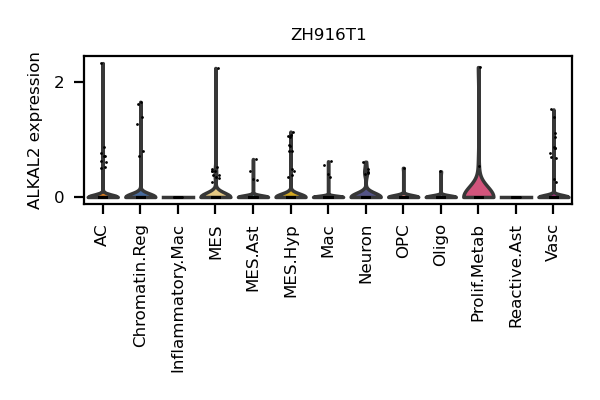 ZH916T1
ALKAL2 expression
2
0
AC
Chromatin.Reg
Inflammatory.Mac
MES
MES.Ast
MES.Hyp
Mac
Neuron
OPC
Oligo
Prolif.Metab
Reactive.Ast
Vasc